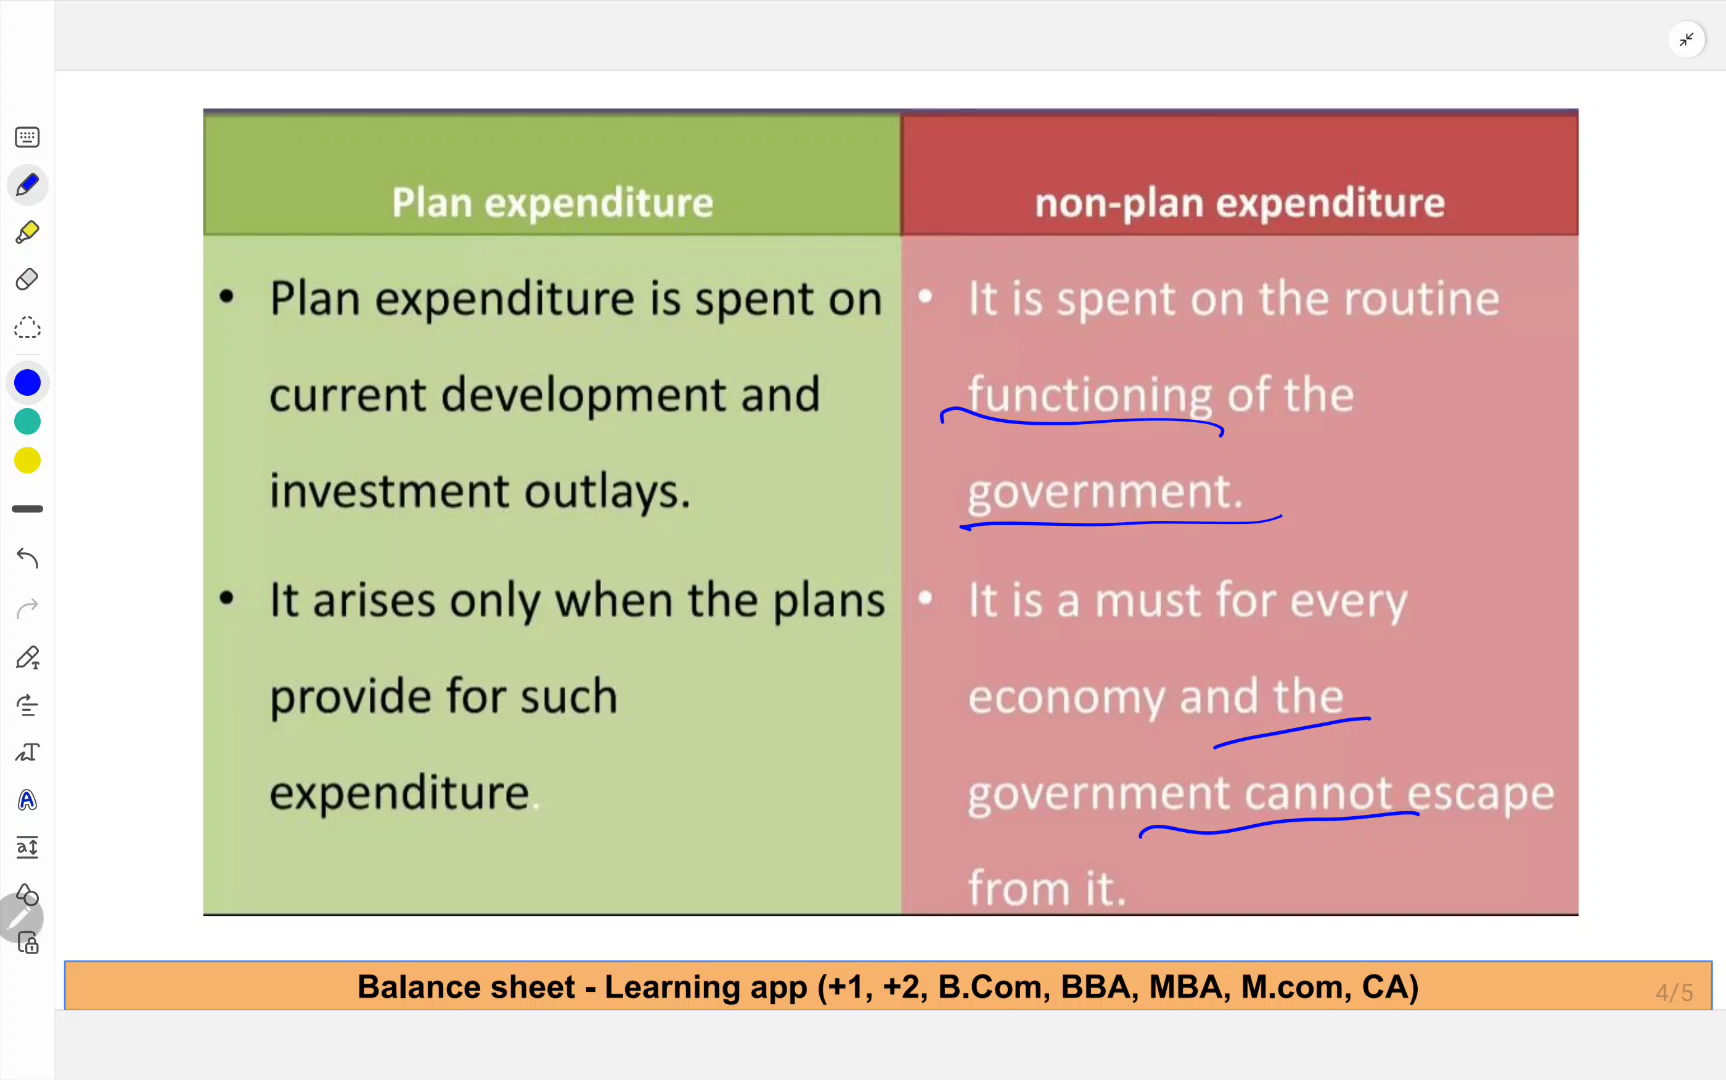 Plan expenditure
non-plan expenditure
• Plan expenditure is spent on
current development and
investment outlays.
• It arises only when the plans
provide for such
expenditure.
• It is spent on the routine
functioning of the
government.
• It is a must for every
economy and the
government cannot escape
from it.
Balance sheet - Learning app (+1, +2, B.Com, BBA, MBA, M.com, CA)
4/5